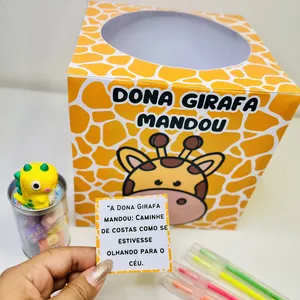 DONA GIRAFA
MANDOU
"A DONA GIRAFA
MANDOU: CAMINHE
DE COSTAS COMO SE
ESTIVESSE
OLHANDO PARA O
CÉU.